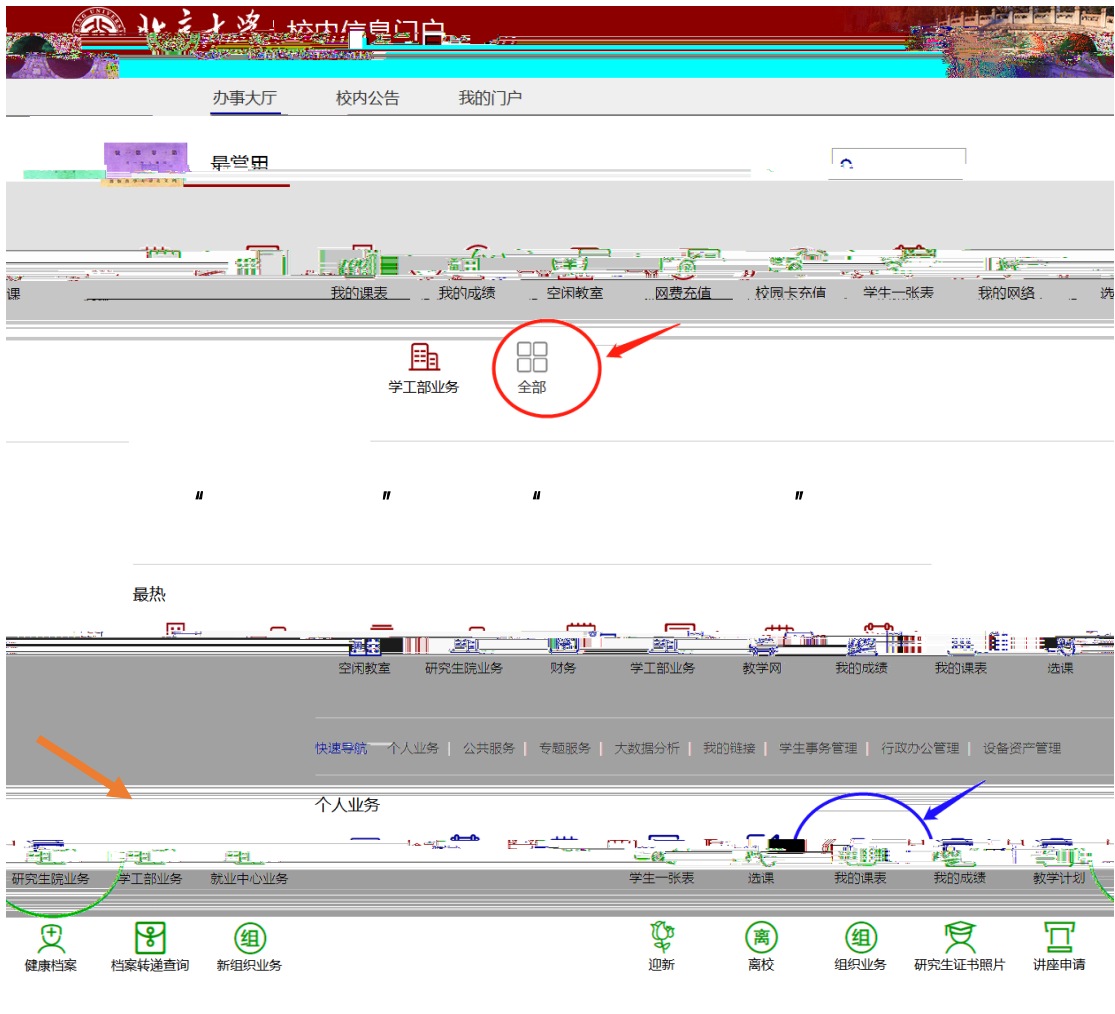 北京大学 校内信息门户
办事大厅 校内公告 我的门户
最常用
课 我的课表 我的成绩 空闲教室 网费充值 校园卡充值 学生一张表 我的网络 选
学工部业务 全部
" " " "
最热
空闲教室 研究生院业务 财务 学工部业务 教学网 我的成绩 我的课表 选课
快速导航 个人业务 | 公共服务 | 专题服务 | 大数据分析 | 我的链接 | 学生事务管理 | 行政办公管理 | 设备资产管理
个人业务
研究生院业务 学工部业务 就业中心业务 学生一张表 选课 我的课表 我的成绩 教学计划
离 组 组
健康档案 档案转递查询 新组织业务 迎新 离校 组织业务 研究生证书照片 讲座申请